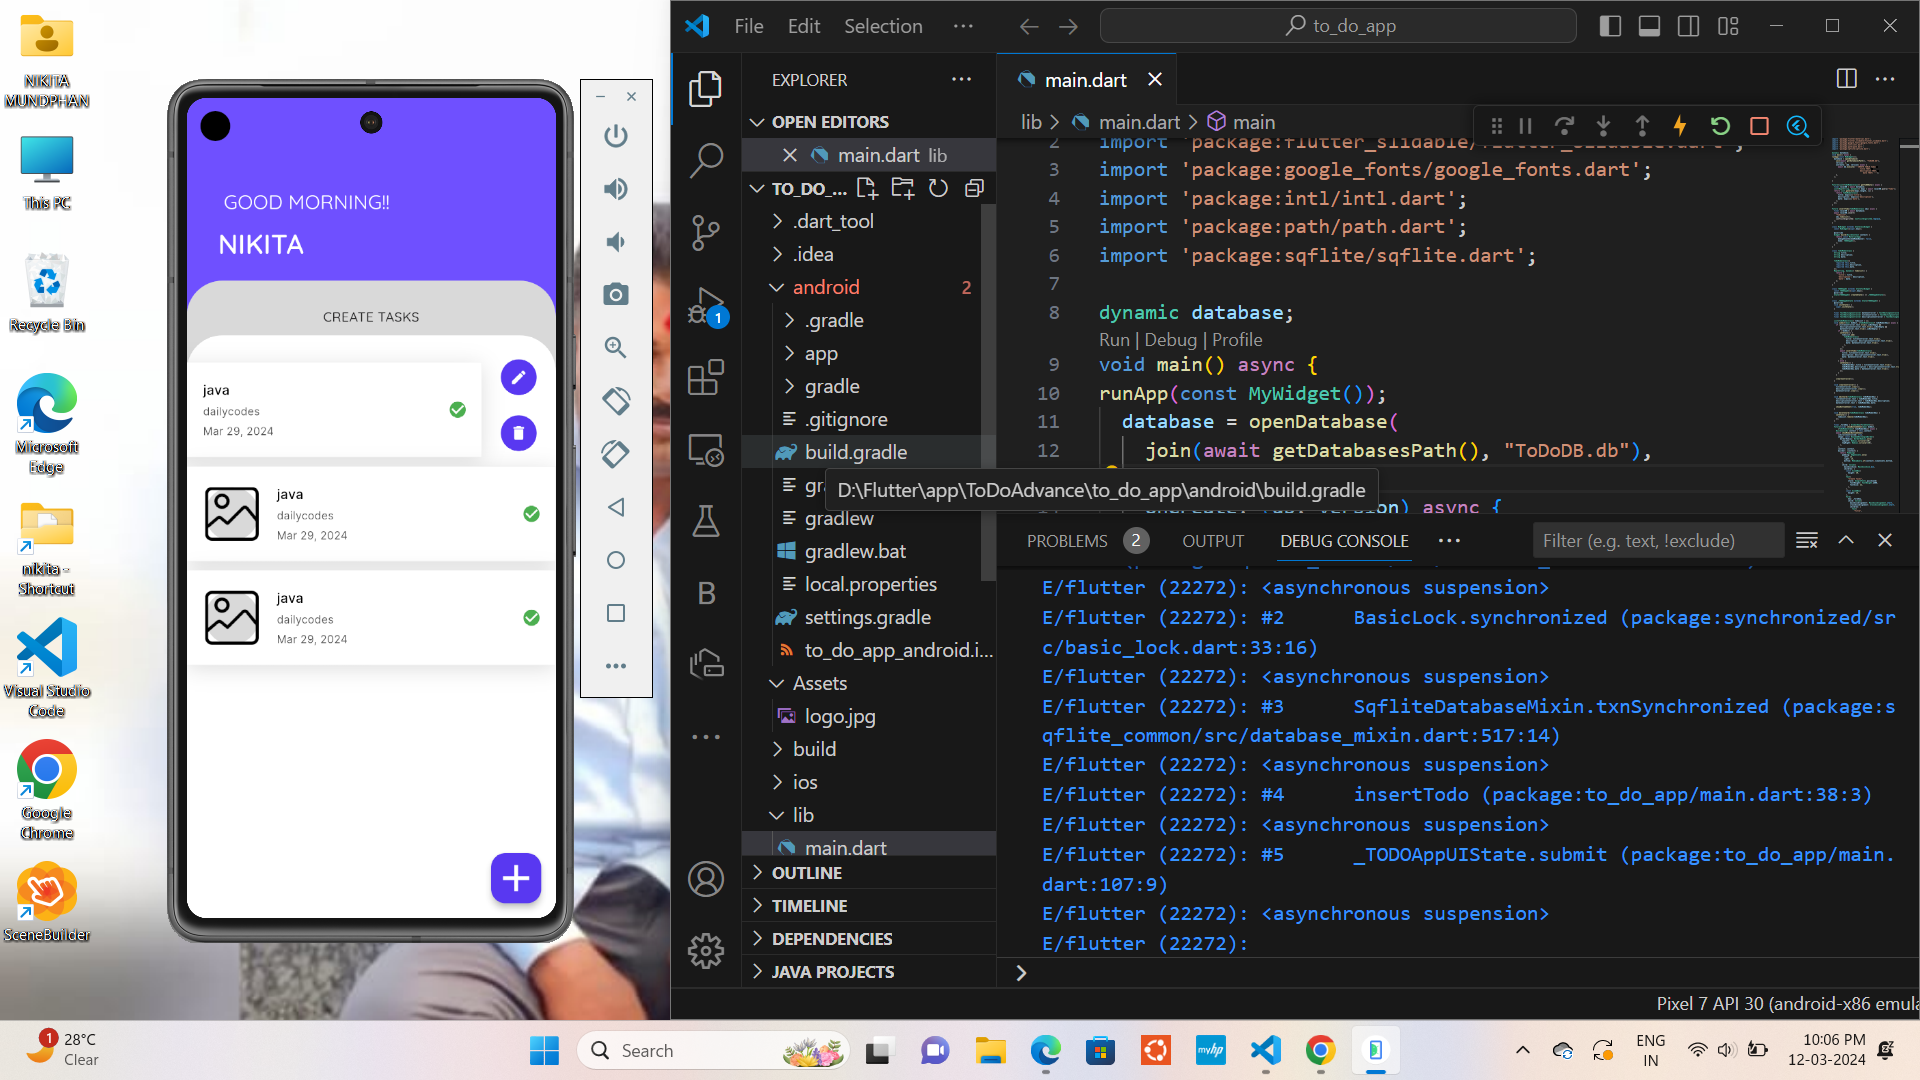 NIKITA
MUNDPHAN
This PC
Recycle Bin
Microsoft
Edge
nikita -
Shortcut
Visual Studio
Code
Google
Chrome
SceneBuilder
GOOD MORNING!!
NIKITA
CREATE TASKS
java
dailycodes
Mar 29, 2024
java
dailycodes
Mar 29, 2024
java
dailycodes
Mar 29, 2024
File Edit Selection
to_do_app
EXPLORER
OPEN EDITORS
main.dart lib
TO_DO_...
.dart_tool
.idea
android 2
.gradle
app
gradle
.gitignore
build.gradle
gradlew
gradlew.bat
local.properties
settings.gradle
to_do_app_android.i...
Assets
logo.jpg
build
ios
lib
main.dart
OUTLINE
TIMELINE
DEPENDENCIES
JAVA PROJECTS
1
B
main.dart
lib > main.dart > main
2 import 'package:flutter_slidable/flutter_slidable.dart';
3 import 'package:google_fonts/google_fonts.dart';
4 import 'package:intl/intl.dart';
5 import 'package:path/path.dart';
6 import 'package:sqflite/sqflite.dart';
7
8 dynamic database;
Run | Debug | Profile
9 void main() async {
10 runApp(const MyWidget());
11 database = openDatabase(
12 join(await getDatabasesPath(), "ToDoDB.db"),
D:\Flutter\app\ToDoAdvance\to_do_app\android\build.gradle
async {
PROBLEMS 2 OUTPUT DEBUG CONSOLE
Filter (e.g. text, !exclude)
E/flutter (22272): <asynchronous suspension>
E/flutter (22272): #2 BasicLock.synchronized (package:synchronized/sr
c/basic_lock.dart:33:16)
E/flutter (22272): <asynchronous suspension>
E/flutter (22272): #3 SqfliteDatabaseMixin.txnSynchronized (package:s
qflite_common/src/database_mixin.dart:517:14)
E/flutter (22272): <asynchronous suspension>
E/flutter (22272): #4 insertTodo (package:to_do_app/main.dart:38:3)
E/flutter (22272): <asynchronous suspension>
E/flutter (22272): #5 _TODOAppUIState.submit (package:to_do_app/main.
dart:107:9)
E/flutter (22272): <asynchronous suspension>
E/flutter (22272):
Pixel 7 API 30 (android-x86 emula
1
28°C
Clear
Search
myhp
ENG
IN
10:06 PM
12-03-2024